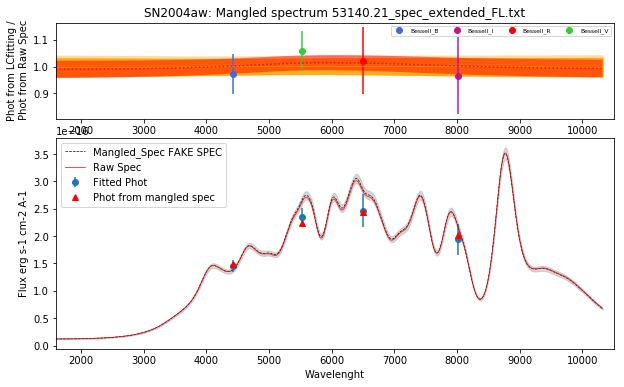 SN2004aw: Mangled spectrum 53140.21_spec_extended_FL.txt
Phot from LCfitting /
Phot from Raw Spec
1.1
1.0
0.9
Bessell_B Bessell_I Bessell_R Bessell_V
2000 3000 4000 5000 6000 7000 8000 9000 10000
Flux erg s-1 cm-2 A-1
3.5
3.0
2.5
2.0
1.5
1.0
0.5
0.0
Mangled_Spec FAKE SPEC
Raw Spec
Fitted Phot
Phot from mangled spec
2000 3000 4000 5000 6000 7000 8000 9000 10000
Wavelenght